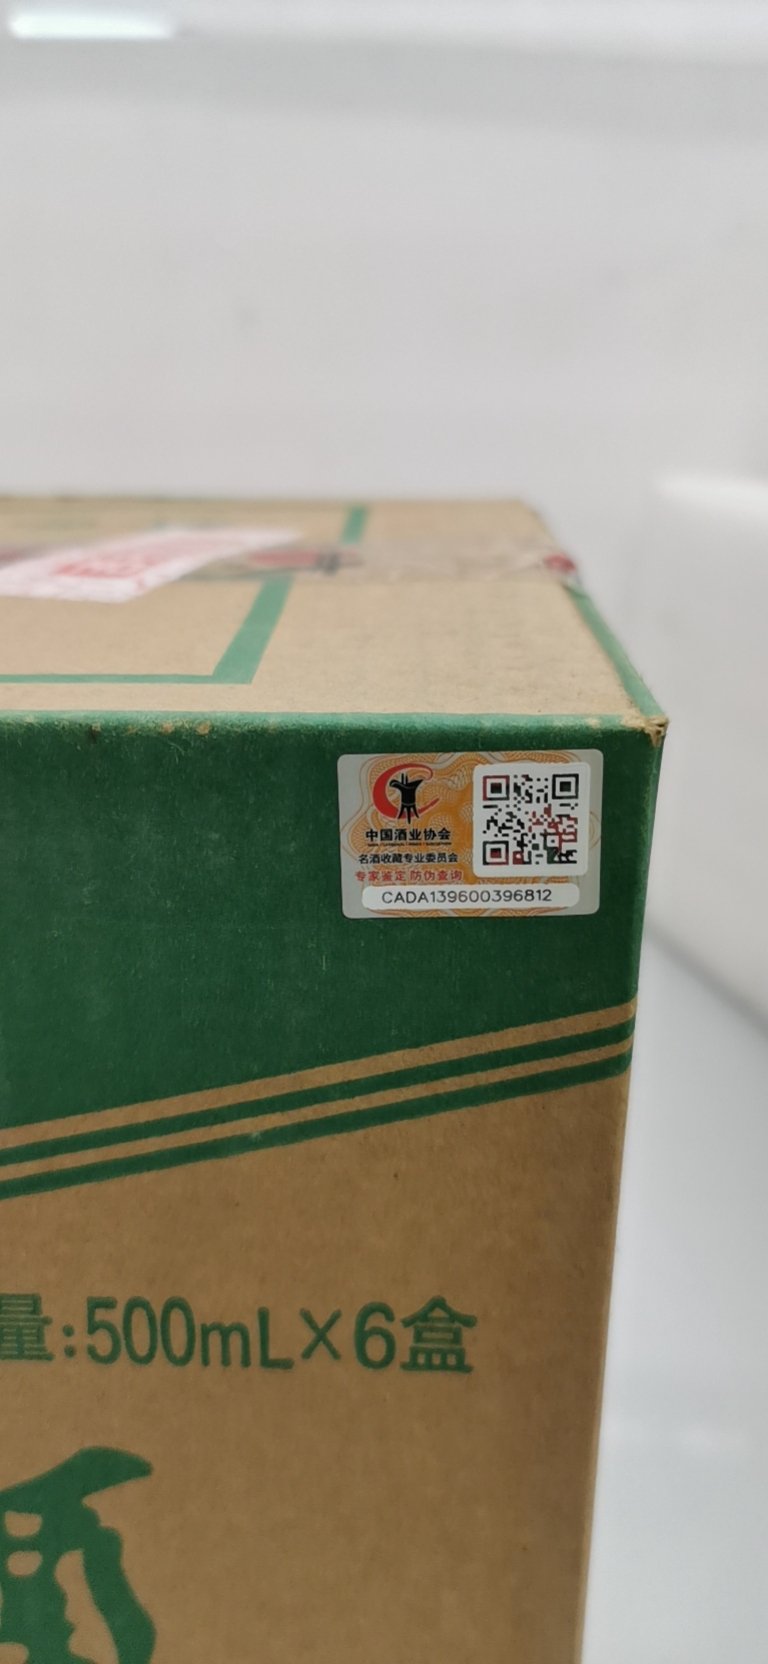 中国酒业协会
名酒收藏专业委员会
专家鉴定 防伪查询
CADA139600396812
量:500mL×6盒